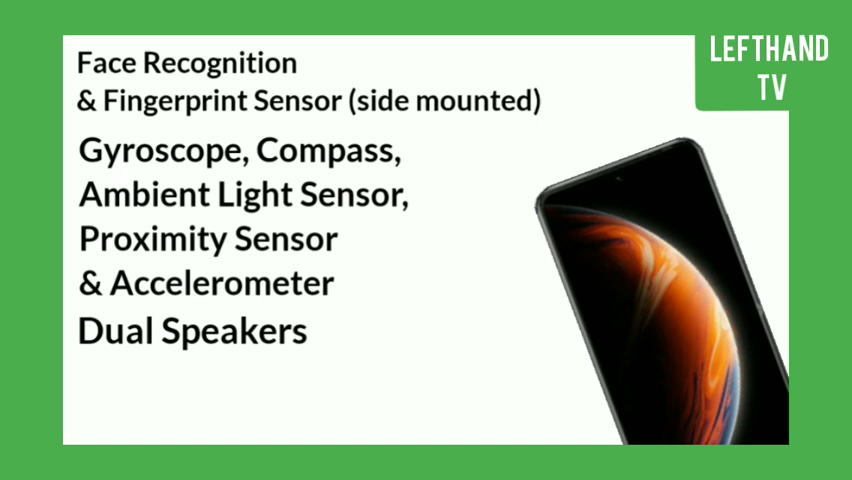 Face Recognition
& Fingerprint Sensor (side mounted)
Gyroscope, Compass,
Ambient Light Sensor,
Proximity Sensor
& Accelerometer
Dual Speakers
LEFTHAND
TV